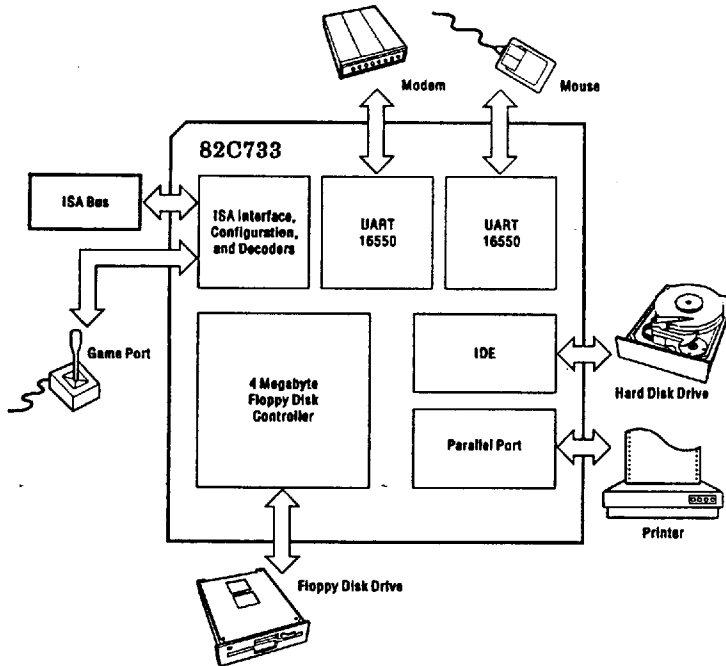 Modem
Mouse
82C733
ISA Bus
ISA Interface,
Configuration,
and Decoders
UART
16550
UART
16550
Game Port
4 Megabyte
Floppy Disk
Controller
IDE
Hard Disk Drive
Parallel Port
Printer
Floppy Disk Drive